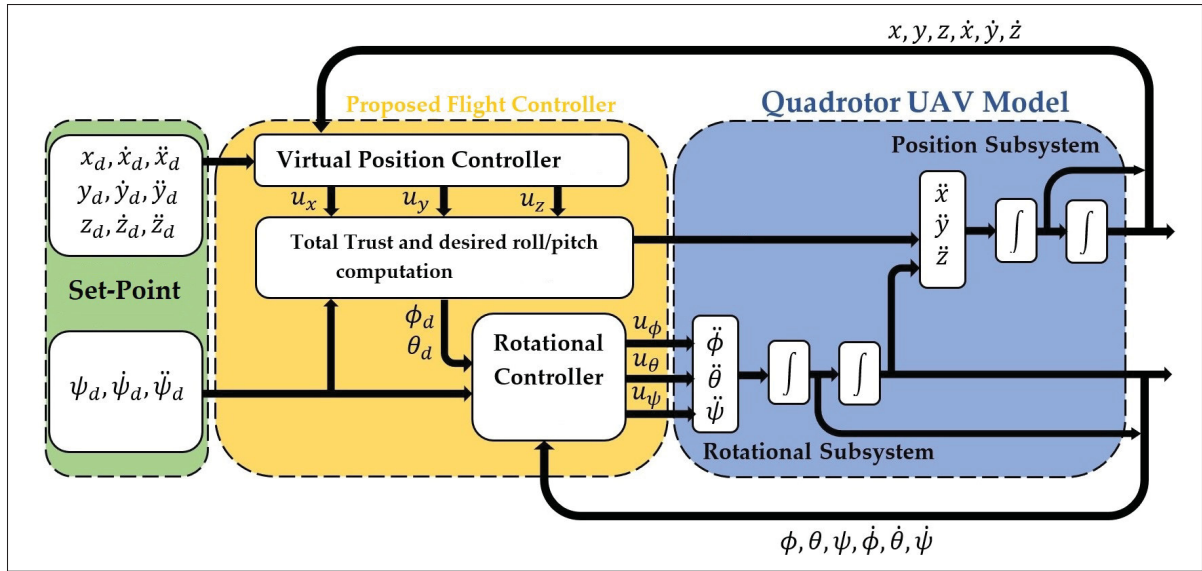 x, y, z, ẋ, ẏ, ż
Proposed Flight Controller
Quadrotor UAV Model
x_d, ẋ_d, ẍ_d
y_d, ẏ_d, ÿ_d
z_d, ż_d, z̈_d
Set-Point
ψ_d, ψ̇_d, ψ̈_d
Virtual Position Controller
u_x u_y u_z
Total Trust and desired roll/pitch
computation
ϕ_d
θ_d
Rotational
Controller
u_ϕ
u_θ
u_ψ
Position Subsystem
ẍ
ÿ
z̈
∫ ∫
ϕ̈
θ̈
ψ̈
∫ ∫
Rotational Subsystem
ϕ, θ, ψ, ϕ̇, θ̇, ψ̇